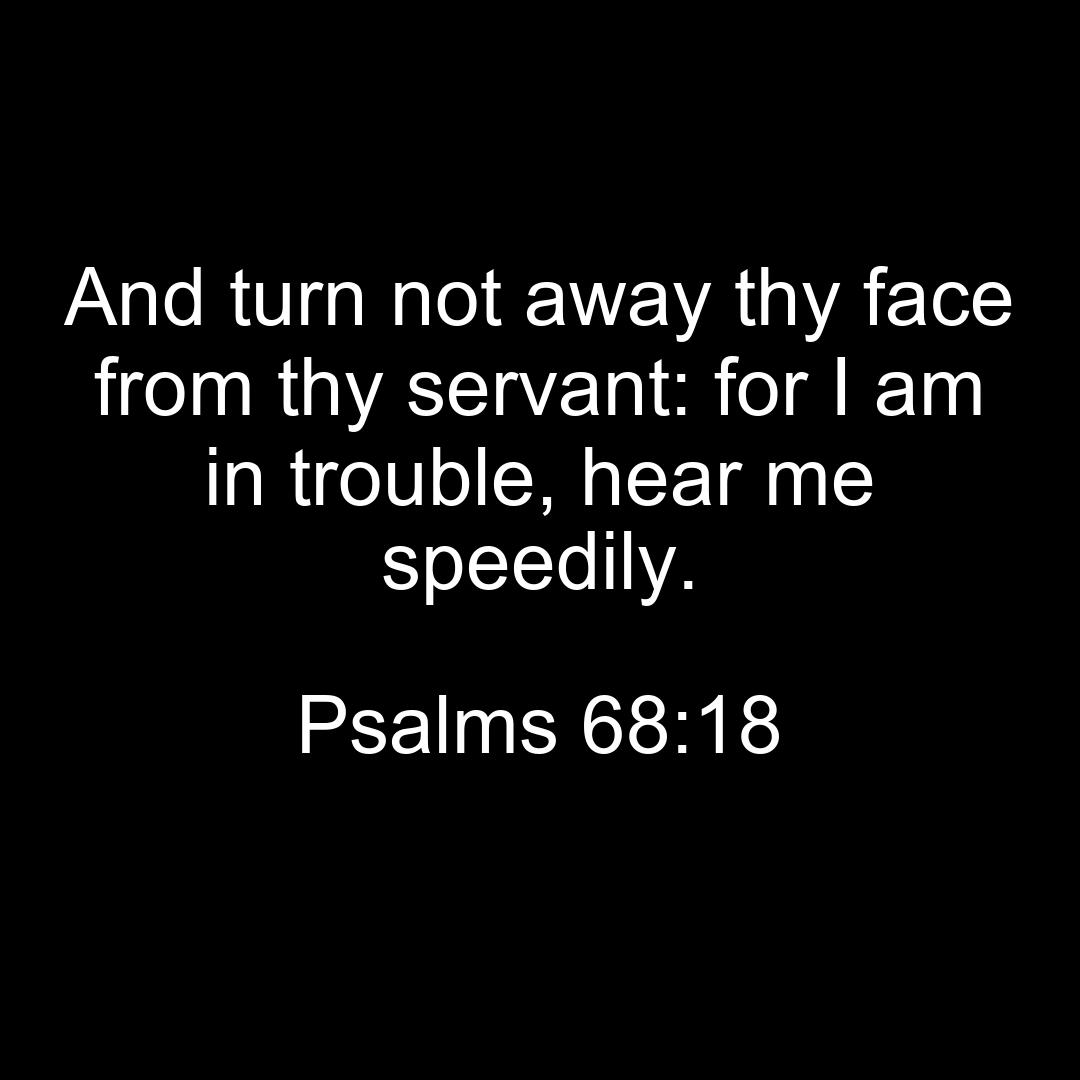 And turn not away thy face
from thy servant: for I am
in trouble, hear me
speedily.
Psalms 68:18